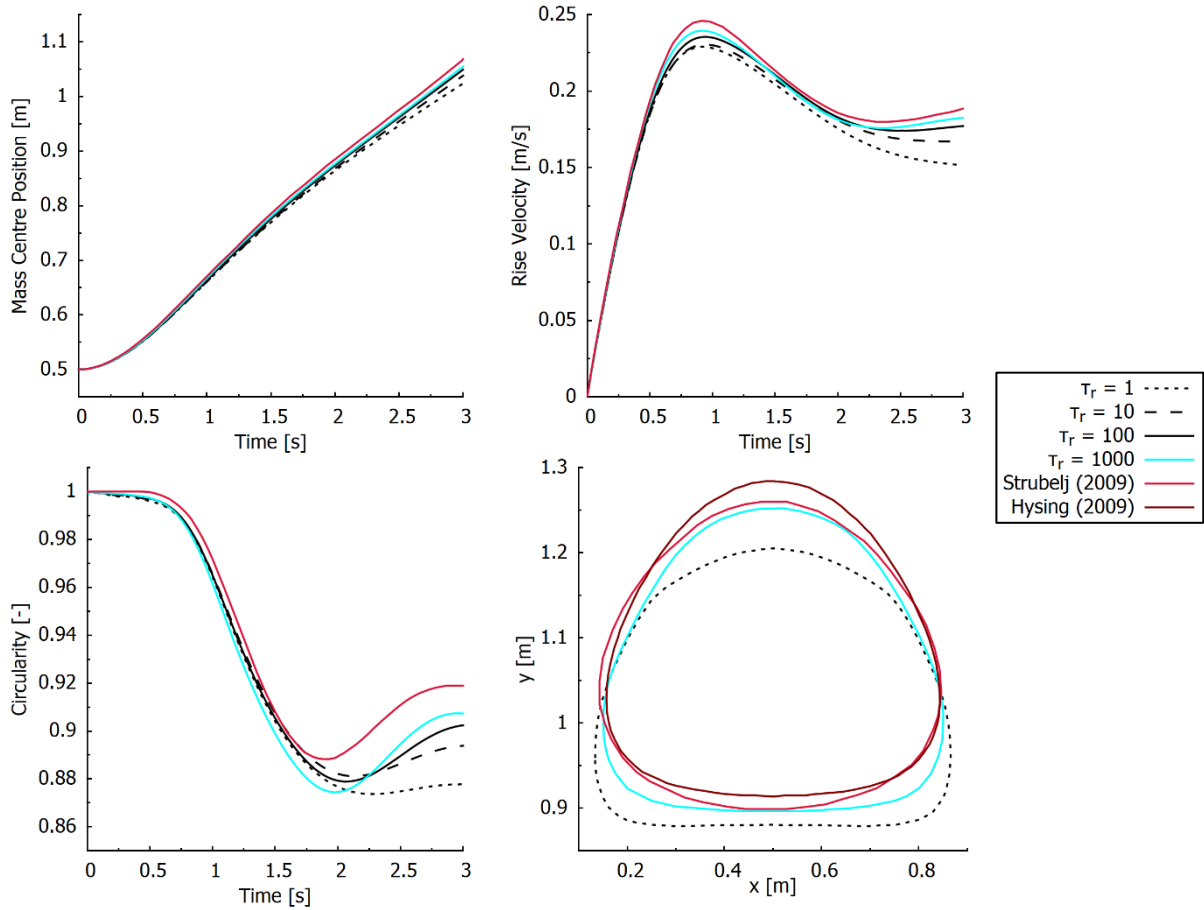 1.1
1
0.9
0.8
0.7
0.6
0.5
Mass Centre Position [m]
0 0.5 1 1.5 2 2.5 3
Time [s]
0.25
0.2
0.15
0.1
0.05
0
Rise Velocity [m/s]
0 0.5 1 1.5 2 2.5 3
Time [s]
τr = 1
τr = 10
τr = 100
τr = 1000
Strubelj (2009)
Hysing (2009)
1
0.98
0.96
0.94
0.92
0.9
0.88
0.86
Circularity [-]
0 0.5 1 1.5 2 2.5 3
Time [s]
1.3
1.2
1.1
1
0.9
y [m]
0.2 0.4 0.6 0.8
x [m]